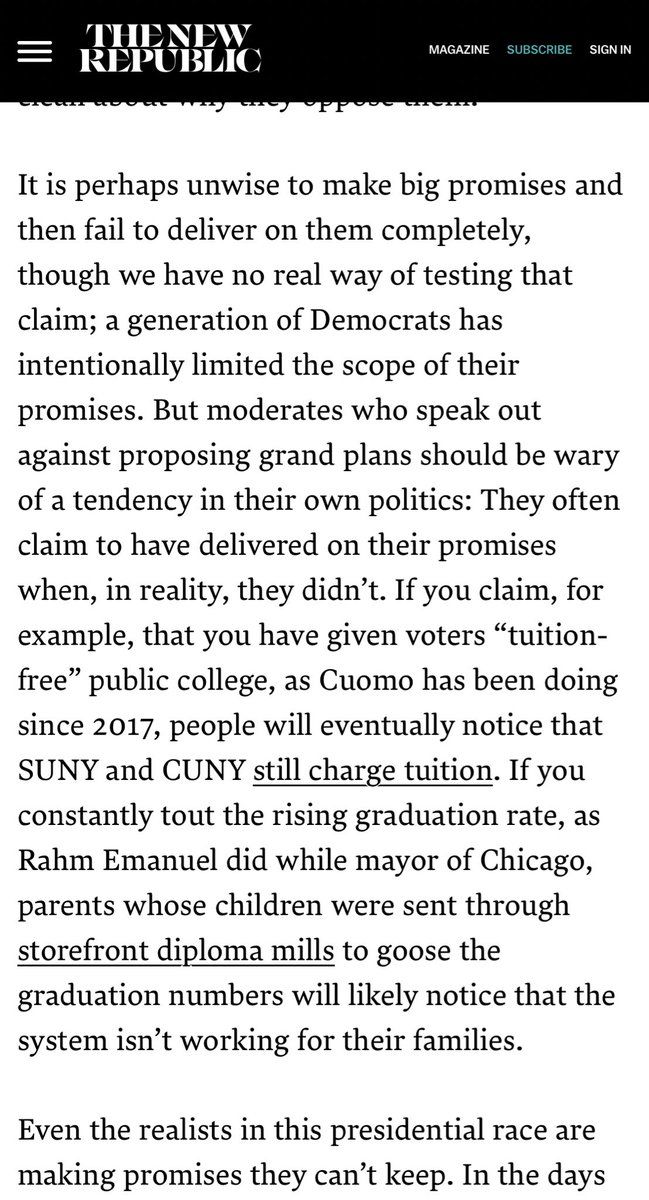 THE NEW
REPUBLIC
MAGAZINE SUBSCRIBE SIGN IN
clean about why they oppose them.
It is perhaps unwise to make big promises and
then fail to deliver on them completely,
though we have no real way of testing that
claim; a generation of Democrats has
intentionally limited the scope of their
promises. But moderates who speak out
against proposing grand plans should be wary
of a tendency in their own politics: They often
claim to have delivered on their promises
when, in reality, they didn’t. If you claim, for
example, that you have given voters “tuition-
free” public college, as Cuomo has been doing
since 2017, people will eventually notice that
SUNY and CUNY still charge tuition. If you
constantly tout the rising graduation rate, as
Rahm Emanuel did while mayor of Chicago,
parents whose children were sent through
storefront diploma mills to goose the
graduation numbers will likely notice that the
system isn’t working for their families.
Even the realists in this presidential race are
making promises they can’t keep. In the days